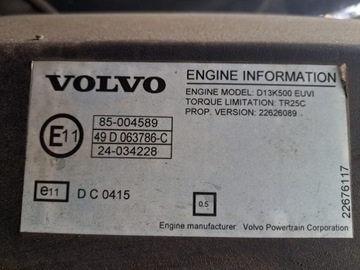 VOLVO
ENGINE INFORMATION
ENGINE MODEL: D13K500 EUVI
TORQUE LIMITATION: TR25C
PROP. VERSION: 22626089
E11
85-004589
49 D 063786-C
24-034228
e11
D C 0415
0.5
22676117
Engine manufacturer Volvo Powertrain Corporation